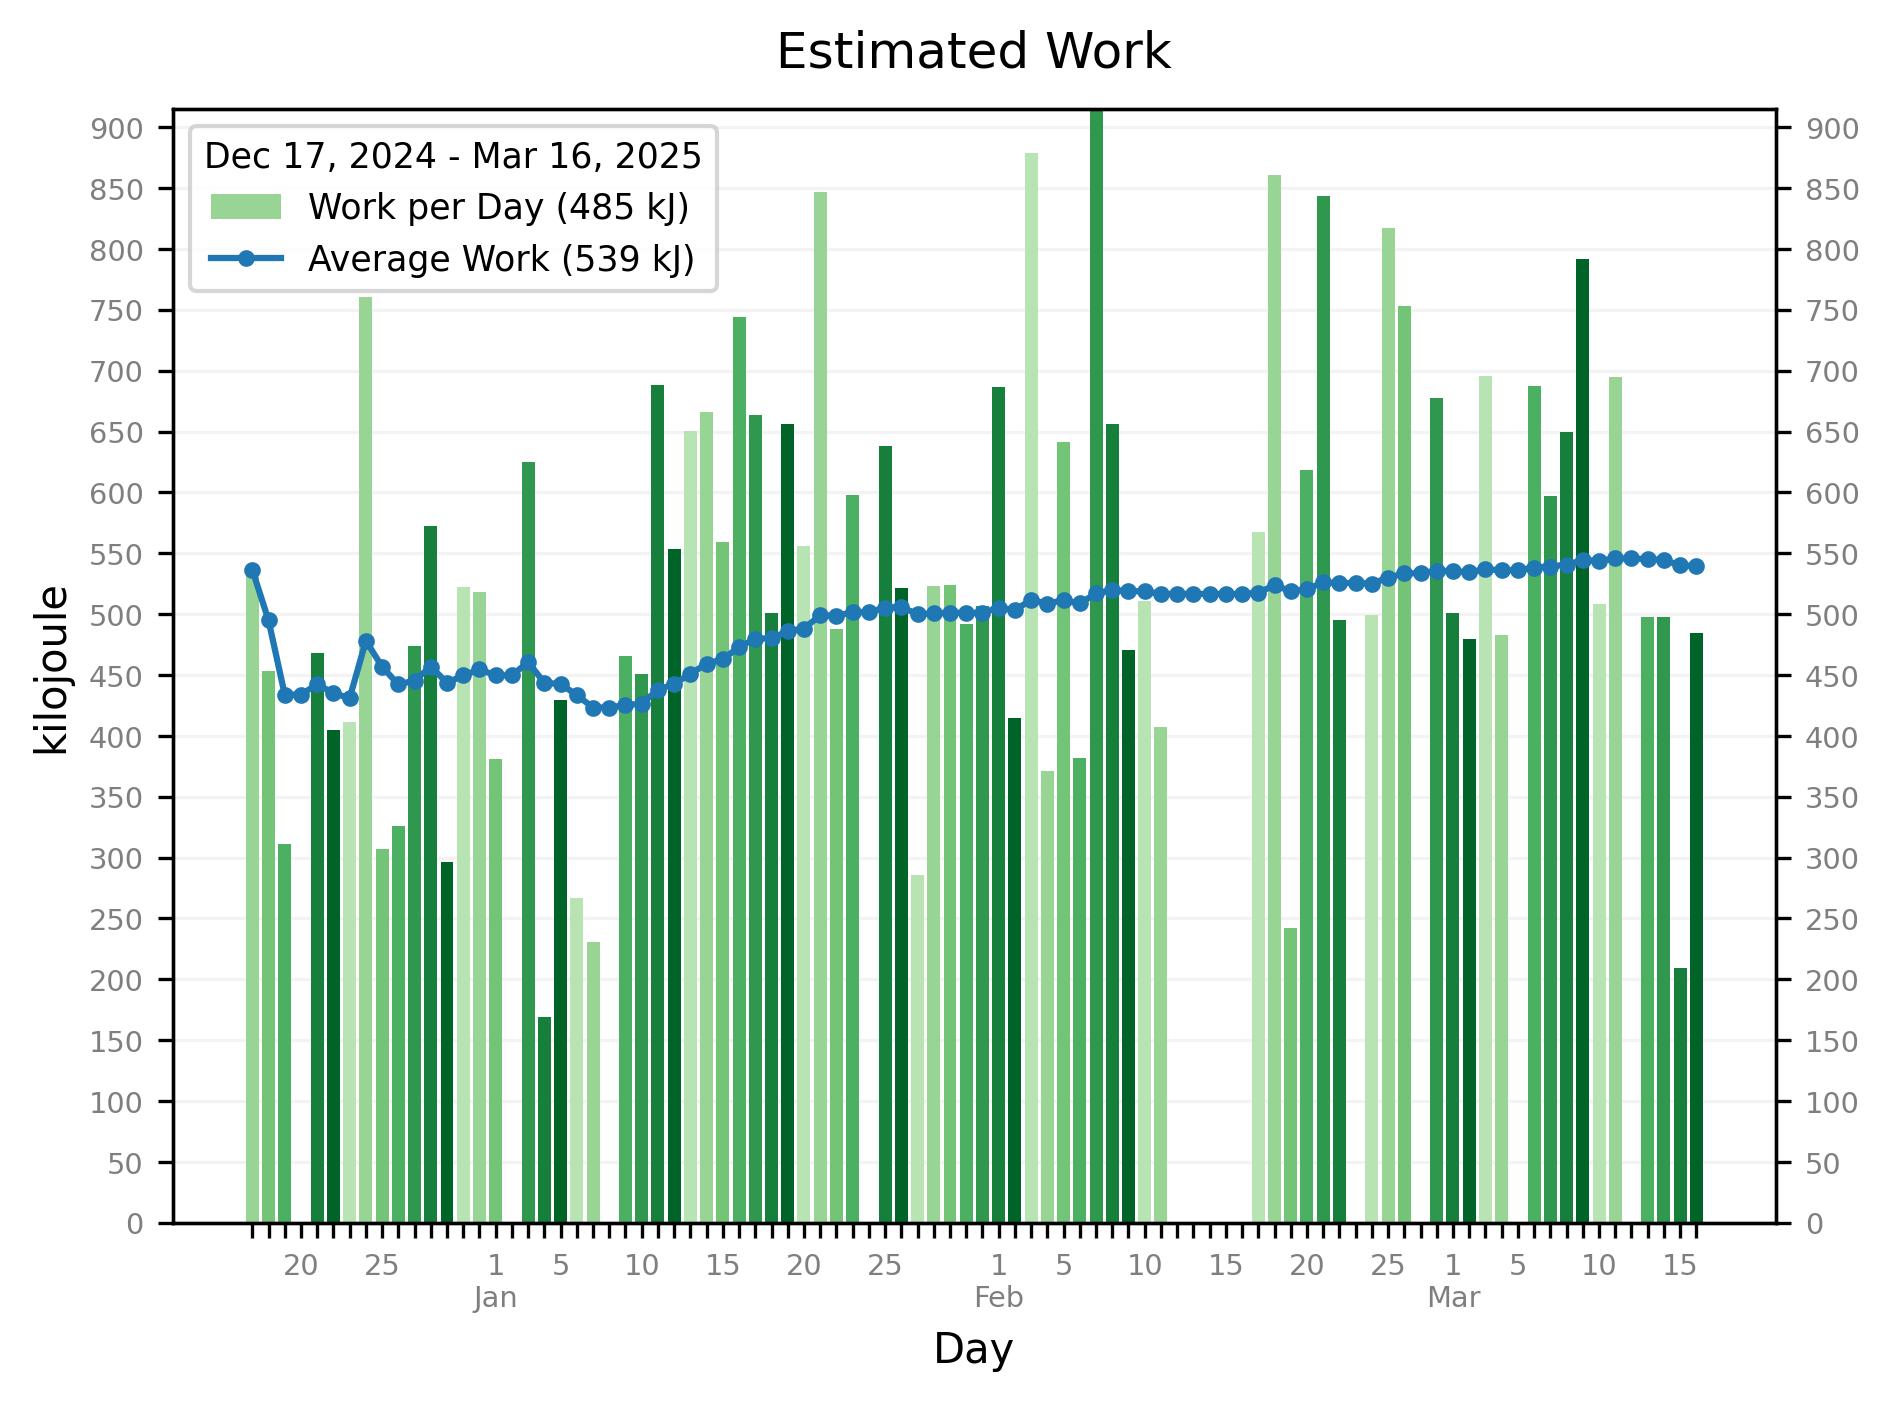 Estimated Work
Dec 17, 2024 - Mar 16, 2025
Work per Day (485 kJ)
Average Work (539 kJ)
kilojoule
900 900
850 850
800 800
750 750
700 700
650 650
600 600
550 550
500 500
450 450
400 400
350 350
300 300
250 250
200 200
150 150
100 100
50 50
0 0
20 25 1 5 10 15 20 25 1 5 10 15 20 25 1 5 10 15
Jan Feb Mar
Day